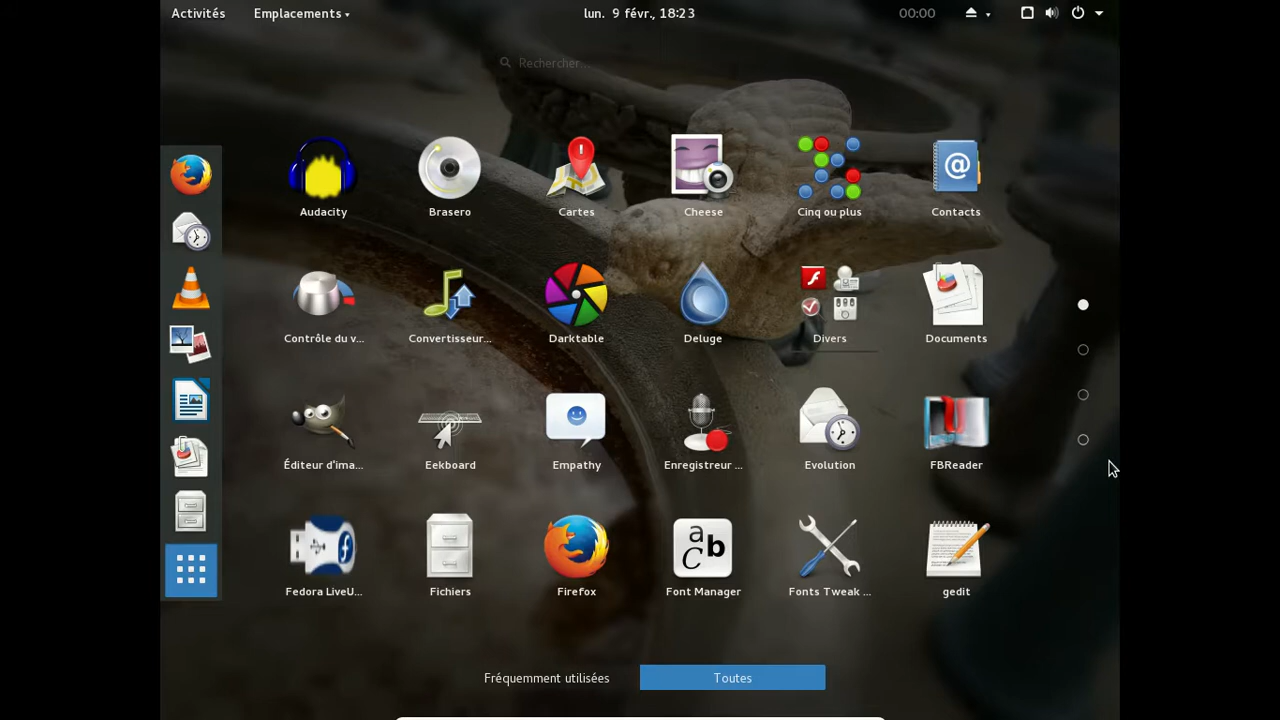 Activités Emplacements lun. 9 févr., 18:23 00:00
Rechercher...
Audacity Brasero Cartes Cheese Cinq ou plus Contacts
Contrôle du v... Convertisseur... Darktable Deluge Divers Documents
Éditeur d'ima... Eekboard Empathy Enregistreur ... Evolution FBReader
Fedora LiveU... Fichiers Firefox Font Manager Fonts Tweak ... gedit
Fréquemment utilisées Toutes